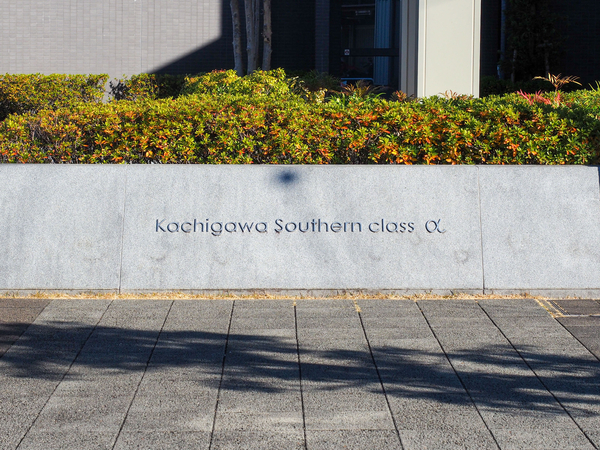 Kachigawa Southern class α